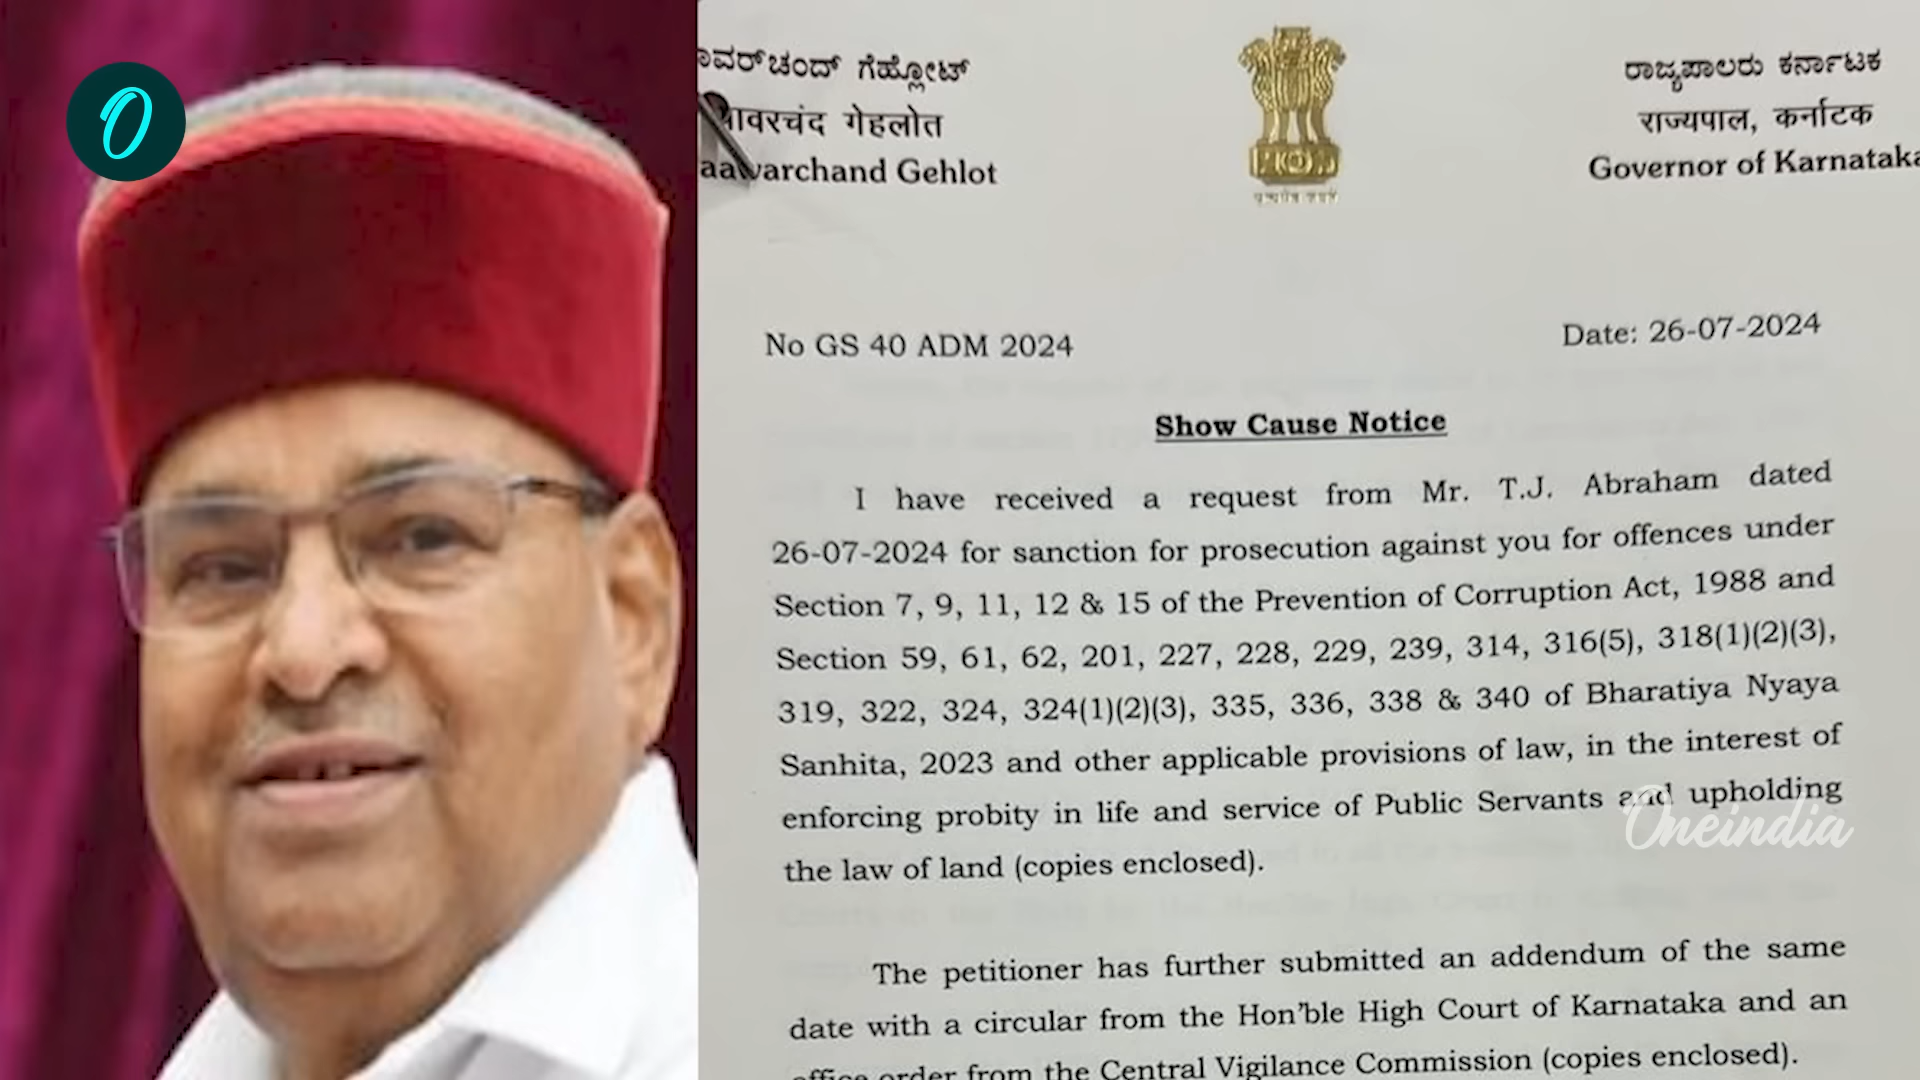 ಗೆಹ್ಲೋಟ್
गेहलोत
Gehlot
ರಾಜ್ಯಪಾಲರು ಕರ್ನಾಟಕ
राज्यपाल, कर्नाटक
Governor of Karnataka
No GS 40 ADM 2024
Date: 26-07-2024
Show Cause Notice
I have received a request from Mr. T.J. Abraham dated
26-07-2024 for sanction for prosecution against you for offences under
Section 7, 9, 11, 12 & 15 of the Prevention of Corruption Act, 1988 and
Section 59, 61, 62, 201, 227, 228, 229, 239, 314, 316(5), 318(1)(2)(3),
319, 322, 324, 324(1)(2)(3), 335, 336, 338 & 340 of Bharatiya Nyaya
Sanhita, 2023 and other applicable provisions of law, in the interest of
enforcing probity in life and service of Public Servants and upholding
the law of land (copies enclosed).
The petitioner has further submitted an addendum of the same
date with a circular from the Hon'ble High Court of Karnataka and an
office order from the Central Vigilance Commission (copies enclosed).
Oneindia
O